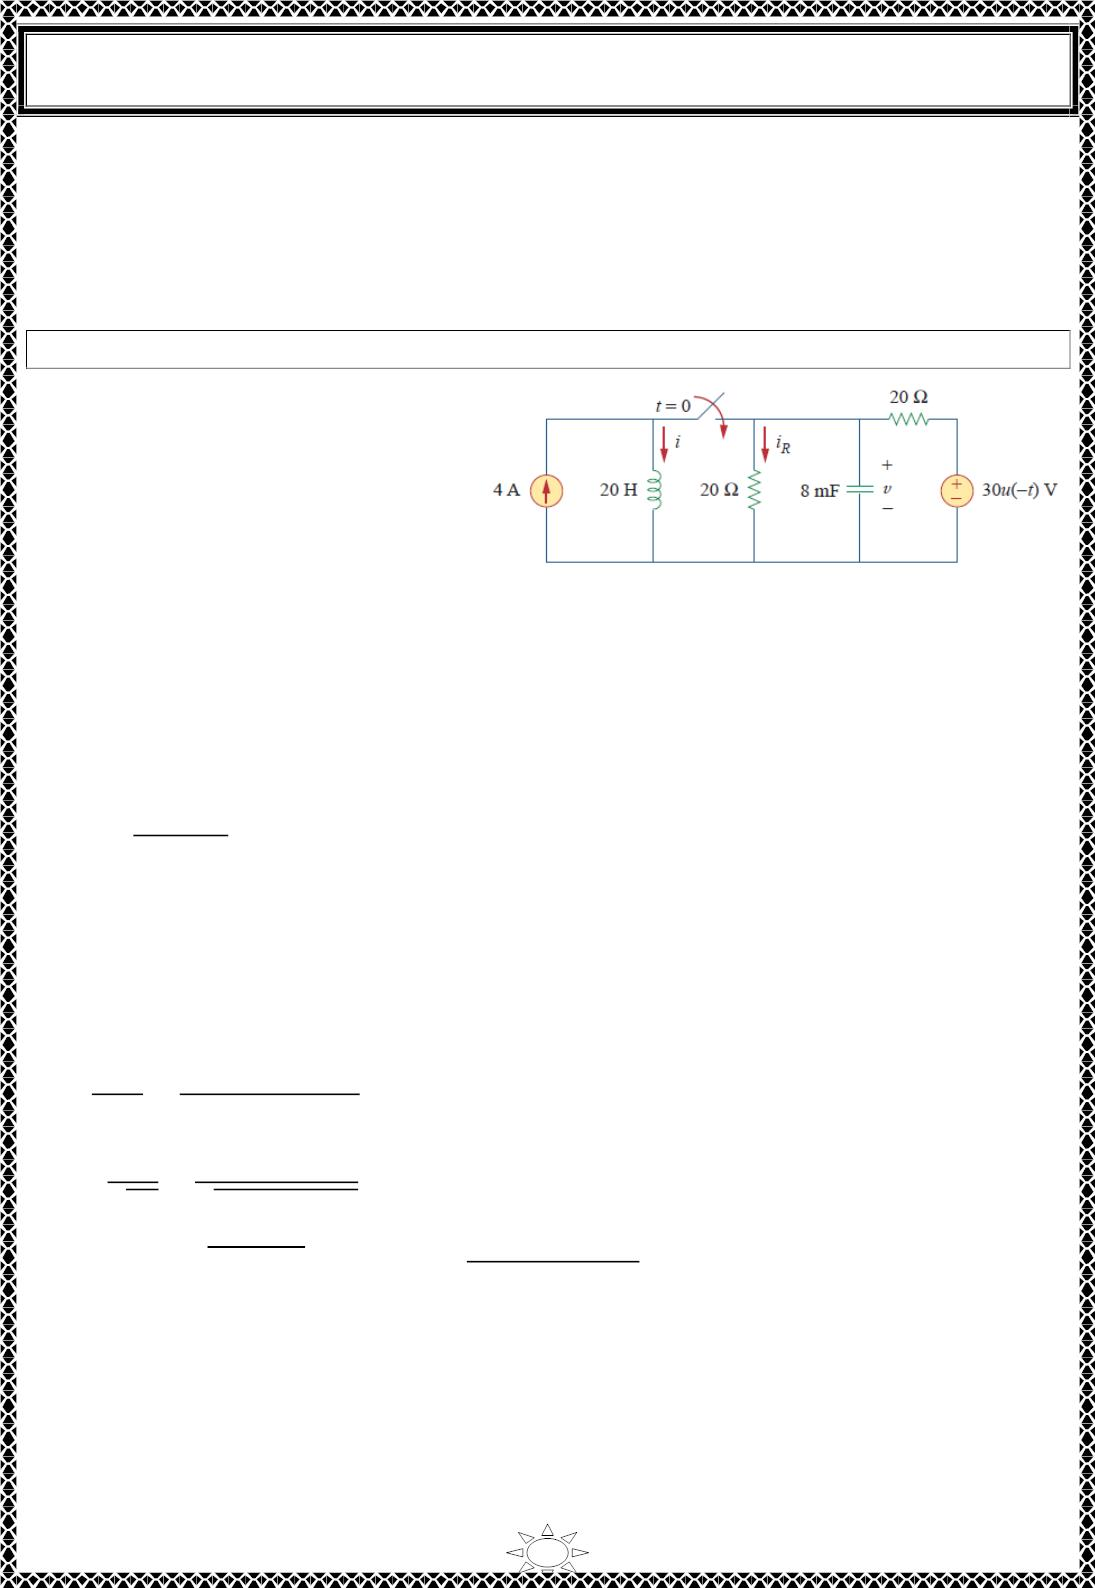 20 Ω
t = 0
i
i_R
4 A
20 H
20 Ω
8 mF
+
v
−
+
−
30u(−t) V